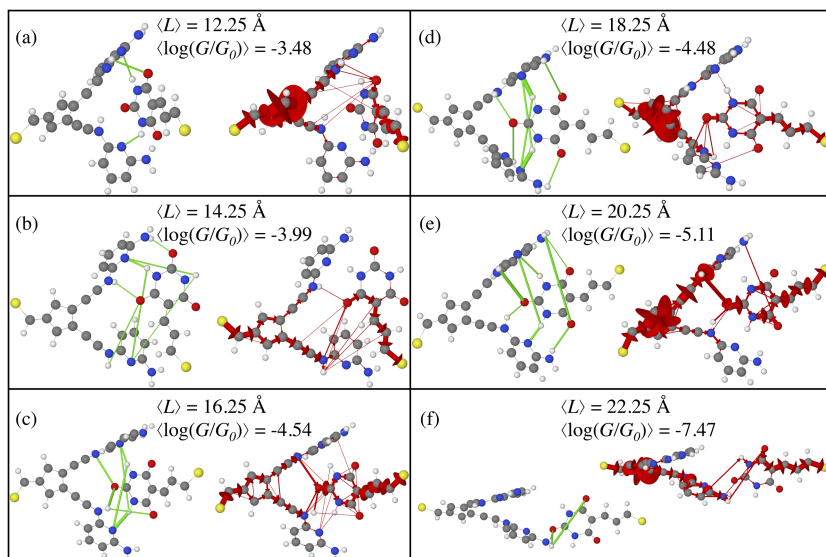 (a)
⟨L⟩ = 12.25 Å
⟨log(G/G₀)⟩ = -3.48
(d)
⟨L⟩ = 18.25 Å
⟨log(G/G₀)⟩ = -4.48
(b)
⟨L⟩ = 14.25 Å
⟨log(G/G₀)⟩ = -3.99
(e)
⟨L⟩ = 20.25 Å
⟨log(G/G₀)⟩ = -5.11
(c)
⟨L⟩ = 16.25 Å
⟨log(G/G₀)⟩ = -4.54
(f)
⟨L⟩ = 22.25 Å
⟨log(G/G₀)⟩ = -7.47